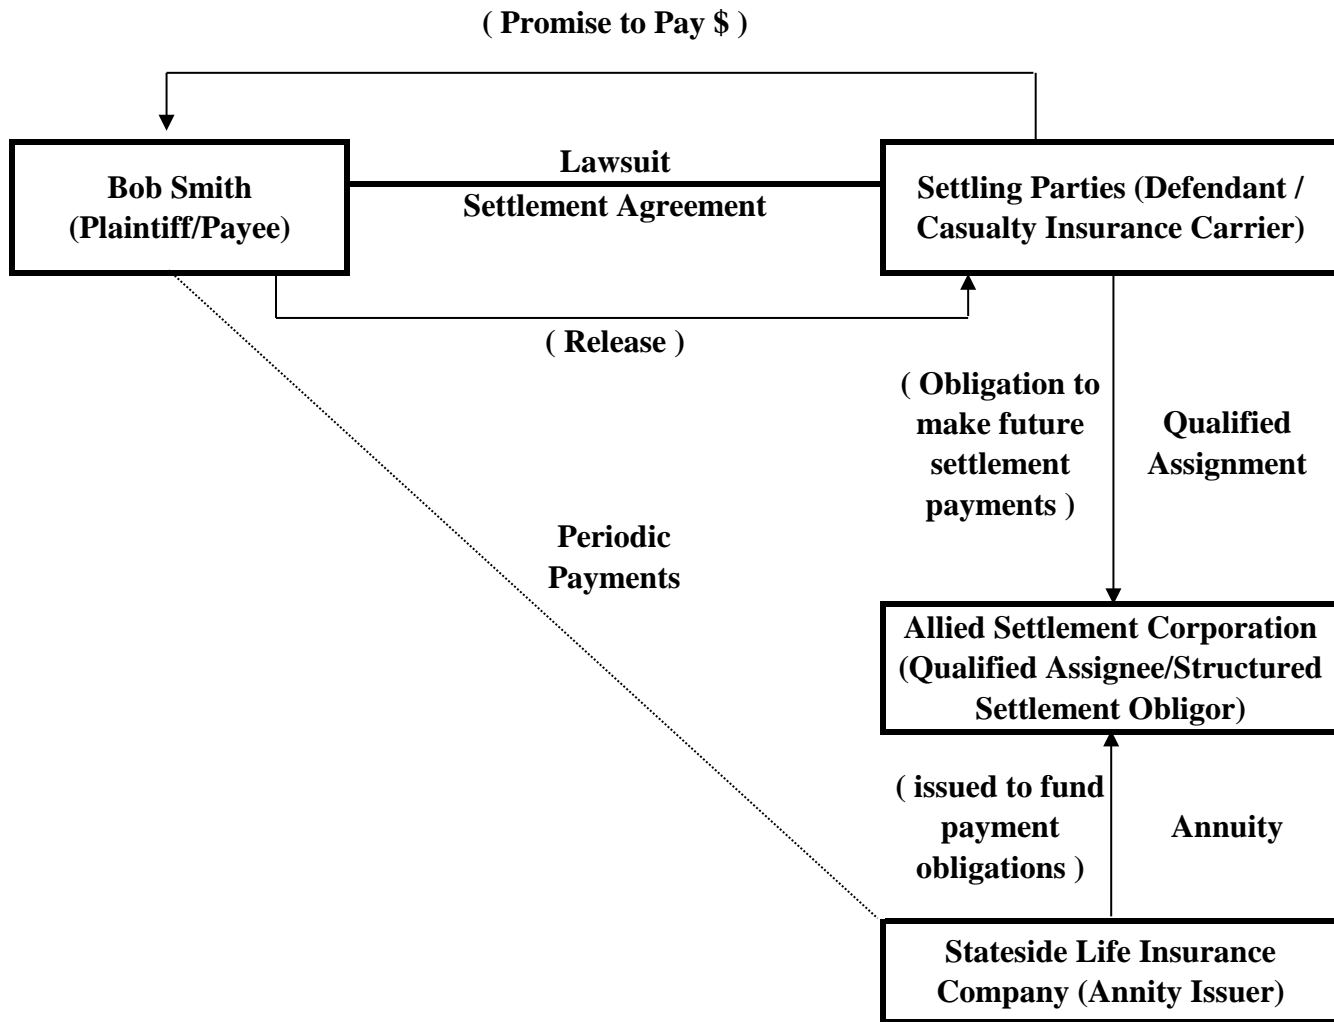 ( Promise to Pay $ )
Bob Smith
(Plaintiff/Payee)
Lawsuit
Settlement Agreement
Settling Parties (Defendant /
Casualty Insurance Carrier)
( Release )
( Obligation to
make future
settlement
payments )
Qualified
Assignment
Periodic
Payments
Allied Settlement Corporation
(Qualified Assignee/Structured
Settlement Obligor)
( issued to fund
payment
obligations )
Annuity
Stateside Life Insurance
Company (Annity Issuer)